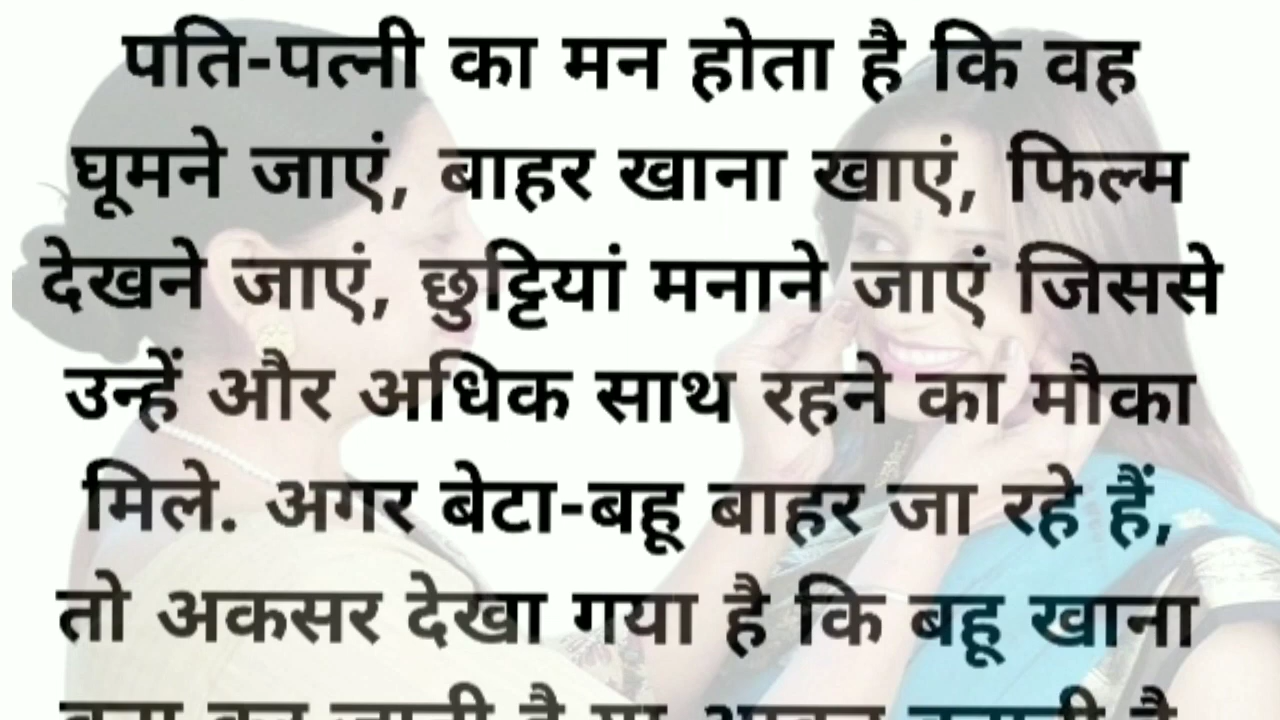 पति-पत्नी का मन होता है कि वह
घूमने जाएं, बाहर खाना खाएं, फिल्म
देखने जाएं, छुट्टियां मनाने जाएं जिससे
उन्हें और अधिक साथ रहने का मौका
मिले. अगर बेटा-बहू बाहर जा रहे हैं,
तो अकसर देखा गया है कि बहू खाना